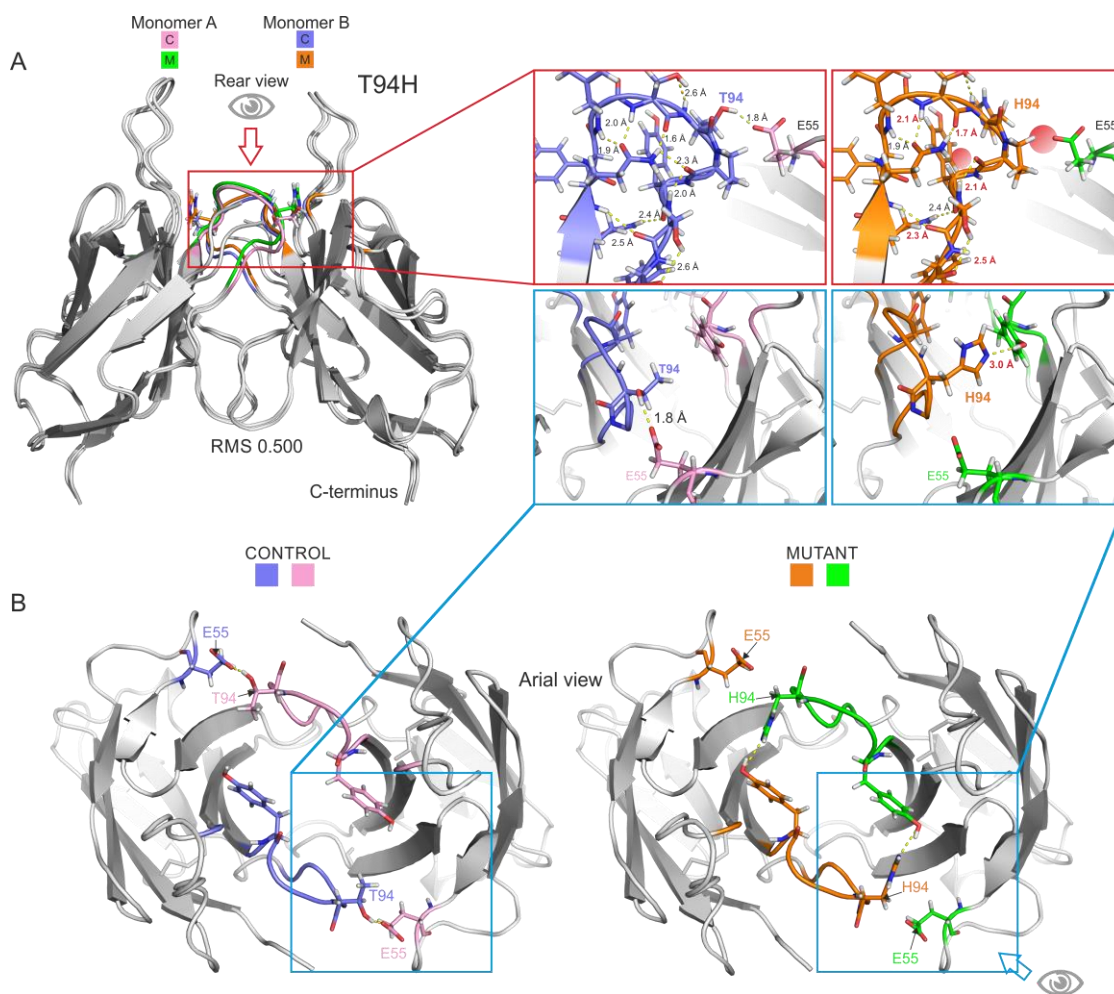 Monomer A
Monomer B
C
C
M
M
A
Rear view
T94H
RMS 0.500
C-terminus
2.6 Å
T94
1.8 Å
E55
2.0 Å
1.6 Å
1.9 Å
2.3 Å
2.0 Å
2.4 Å
2.5 Å
2.6 Å
H94
E55
2.1 Å
1.7 Å
1.9 Å
2.1 Å
2.4 Å
2.3 Å
2.5 Å
T94
1.8 Å
E55
3.0 Å
H94
E55
CONTROL
MUTANT
B
E55
T94
Arial view
E55
H94
T94
E55
H94
E55